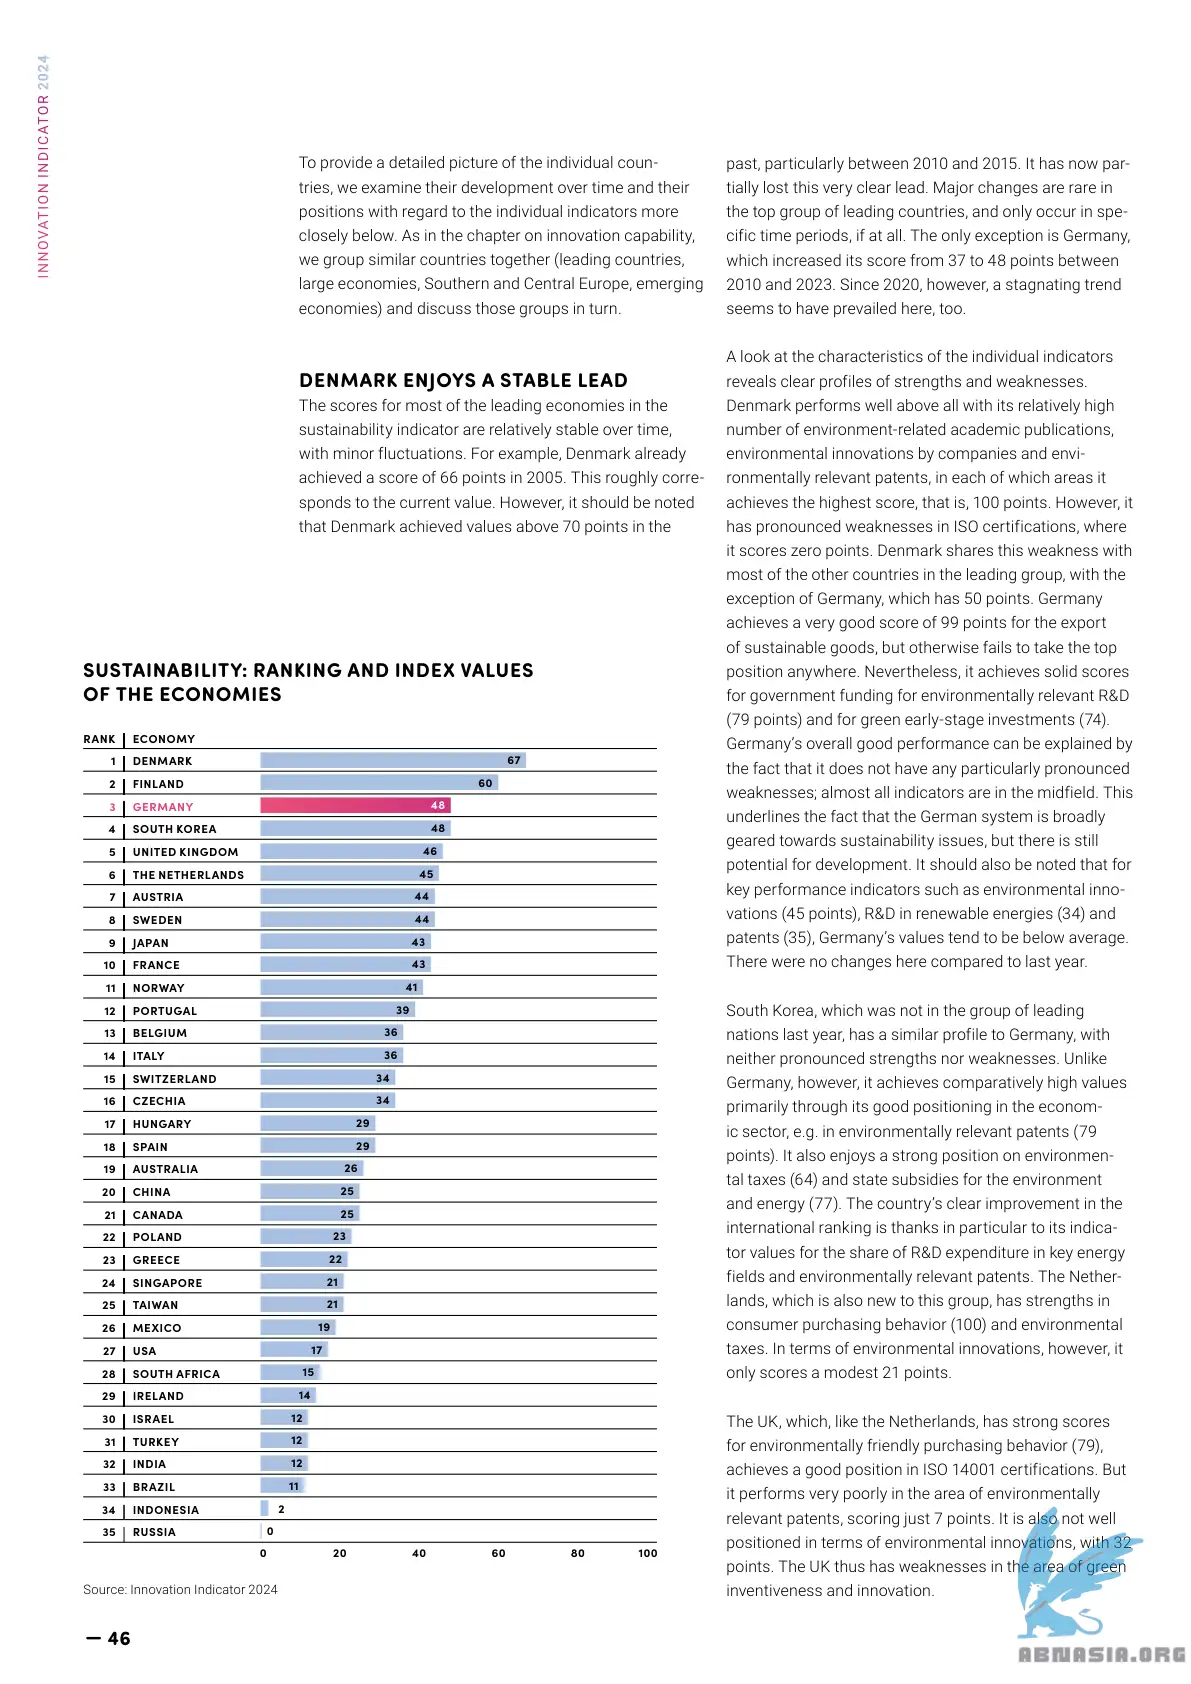 INNOVATION INDICATOR 2024
To provide a detailed picture of the individual coun-
tries, we examine their development over time and their
positions with regard to the individual indicators more
closely below. As in the chapter on innovation capability,
we group similar countries together (leading countries,
large economies, Southern and Central Europe, emerging
economies) and discuss those groups in turn.
DENMARK ENJOYS A STABLE LEAD
The scores for most of the leading economies in the
sustainability indicator are relatively stable over time,
with minor fluctuations. For example, Denmark already
achieved a score of 66 points in 2005. This roughly corre-
sponds to the current value. However, it should be noted
that Denmark achieved values above 70 points in the
past, particularly between 2010 and 2015. It has now par-
tially lost this very clear lead. Major changes are rare in
the top group of leading countries, and only occur in spe-
cific time periods, if at all. The only exception is Germany,
which increased its score from 37 to 48 points between
2010 and 2023. Since 2020, however, a stagnating trend
seems to have prevailed here, too.
A look at the characteristics of the individual indicators
reveals clear profiles of strengths and weaknesses.
Denmark performs well above all with its relatively high
number of environment-related academic publications,
environmental innovations by companies and envi-
ronmentally relevant patents, in each of which areas it
achieves the highest score, that is, 100 points. However, it
has pronounced weaknesses in ISO certifications, where
it scores zero points. Denmark shares this weakness with
most of the other countries in the leading group, with the
exception of Germany, which has 50 points. Germany
achieves a very good score of 99 points for the export
of sustainable goods, but otherwise fails to take the top
position anywhere. Nevertheless, it achieves solid scores
for government funding for environmentally relevant R&D
(79 points) and for green early-stage investments (74).
Germany's overall good performance can be explained by
the fact that it does not have any particularly pronounced
weaknesses; almost all indicators are in the midfield. This
underlines the fact that the German system is broadly
geared towards sustainability issues, but there is still
potential for development. It should also be noted that for
key performance indicators such as environmental inno-
vations (45 points), R&D in renewable energies (34) and
patents (35), Germany's values tend to be below average.
There were no changes here compared to last year.
South Korea, which was not in the group of leading
nations last year, has a similar profile to Germany, with
neither pronounced strengths nor weaknesses. Unlike
Germany, however, it achieves comparatively high values
primarily through its good positioning in the econom-
ic sector, e.g. in environmentally relevant patents (79
points). It also enjoys a strong position on environmen-
tal taxes (64) and state subsidies for the environment
and energy (77). The country's clear improvement in the
international ranking is thanks in particular to its indica-
tor values for the share of R&D expenditure in key energy
fields and environmentally relevant patents. The Nether-
lands, which is also new to this group, has strengths in
consumer purchasing behavior (100) and environmental
taxes. In terms of environmental innovations, however, it
only scores a modest 21 points.
The UK, which, like the Netherlands, has strong scores
for environmentally friendly purchasing behavior (79),
achieves a good position in ISO 14001 certifications. But
it performs very poorly in the area of environmentally
relevant patents, scoring just 7 points. It is also not well
positioned in terms of environmental innovations, with 32
points. The UK thus has weaknesses in the area of green
inventiveness and innovation.
SUSTAINABILITY: RANKING AND INDEX VALUES
OF THE ECONOMIES
RANK ECONOMY
1 DENMARK 67
2 FINLAND 60
3 GERMANY 48
4 SOUTH KOREA 48
5 UNITED KINGDOM 46
6 THE NETHERLANDS 45
7 AUSTRIA 44
8 SWEDEN 44
9 JAPAN 43
10 FRANCE 43
11 NORWAY 41
12 PORTUGAL 39
13 BELGIUM 36
14 ITALY 36
15 SWITZERLAND 34
16 CZECHIA 34
17 HUNGARY 29
18 SPAIN 29
19 AUSTRALIA 26
20 CHINA 25
21 CANADA 25
22 POLAND 23
23 GREECE 22
24 SINGAPORE 21
25 TAIWAN 21
26 MEXICO 19
27 USA 17
28 SOUTH AFRICA 15
29 IRELAND 14
30 ISRAEL 12
31 TURKEY 12
32 INDIA 12
33 BRAZIL 11
34 INDONESIA 2
35 RUSSIA 0
0 20 40 60 80 100
Source: Innovation Indicator 2024
— 46
ABNASIA.ORG